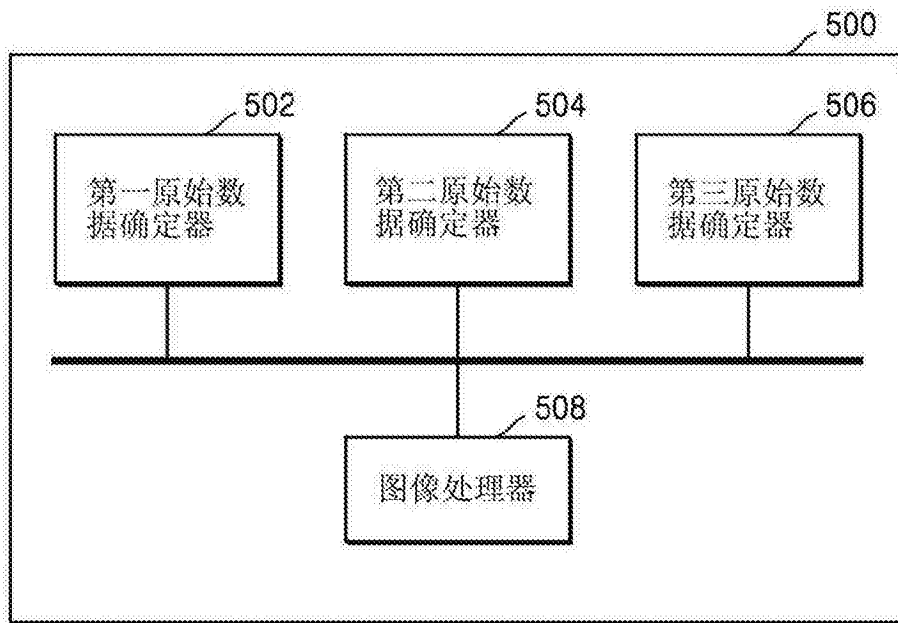 500
502
504
506
第一原始数
据确定器
第二原始数
据确定器
第三原始数
据确定器
508
图像处理器